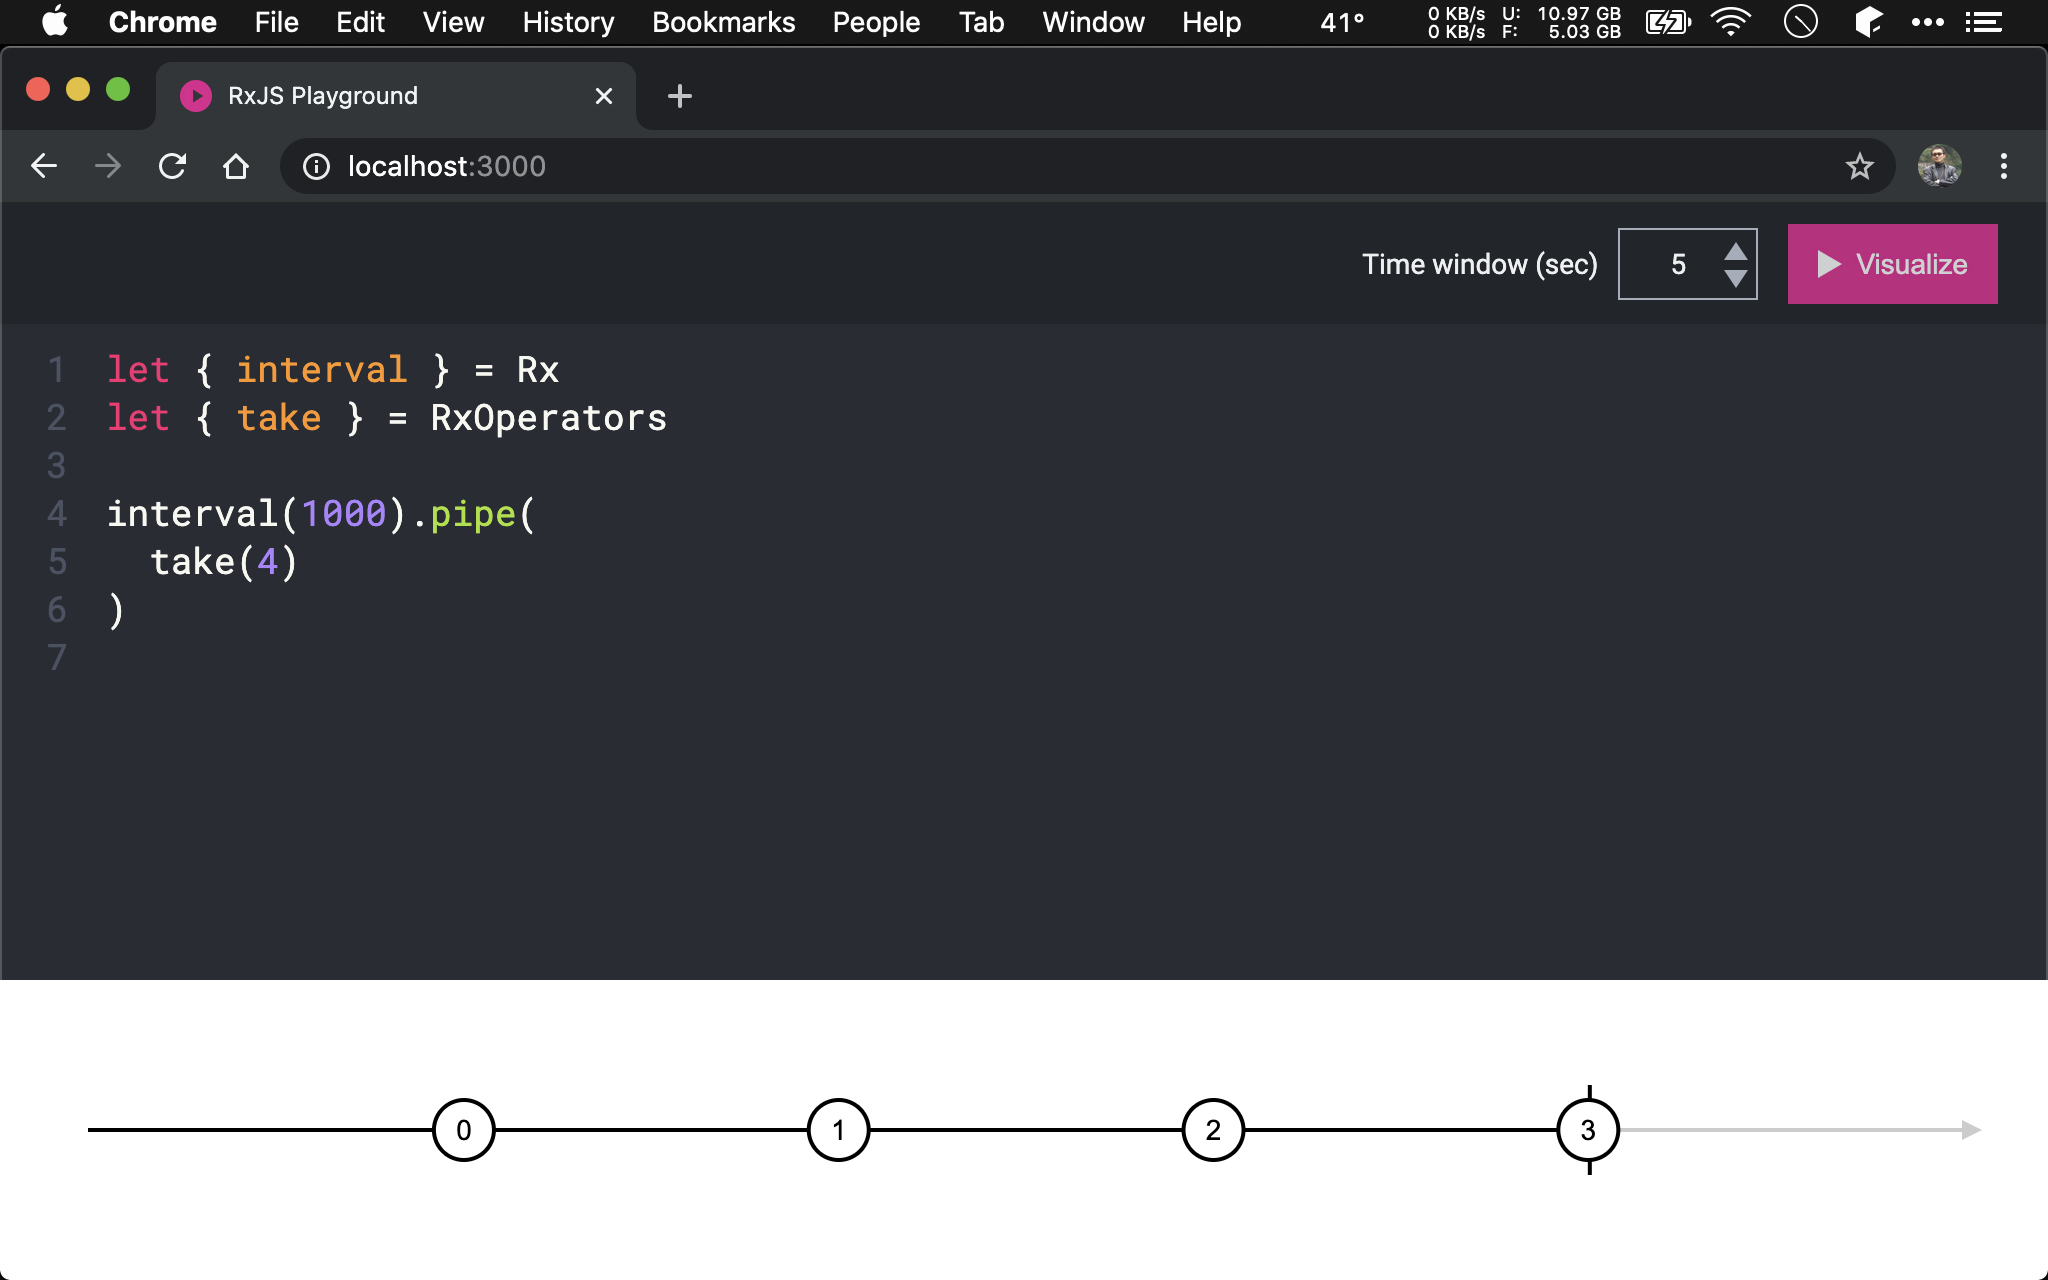 Chrome File Edit View History Bookmarks People Tab Window Help 41° 0 KB/s U: 10.97 GB
0 KB/s F: 5.03 GB
RxJS Playground
localhost:3000
Time window (sec) 5 Visualize
1 let { interval } = Rx
2 let { take } = RxOperators
3
4 interval(1000).pipe(
5   take(4)
6 )
7
0 1 2 3